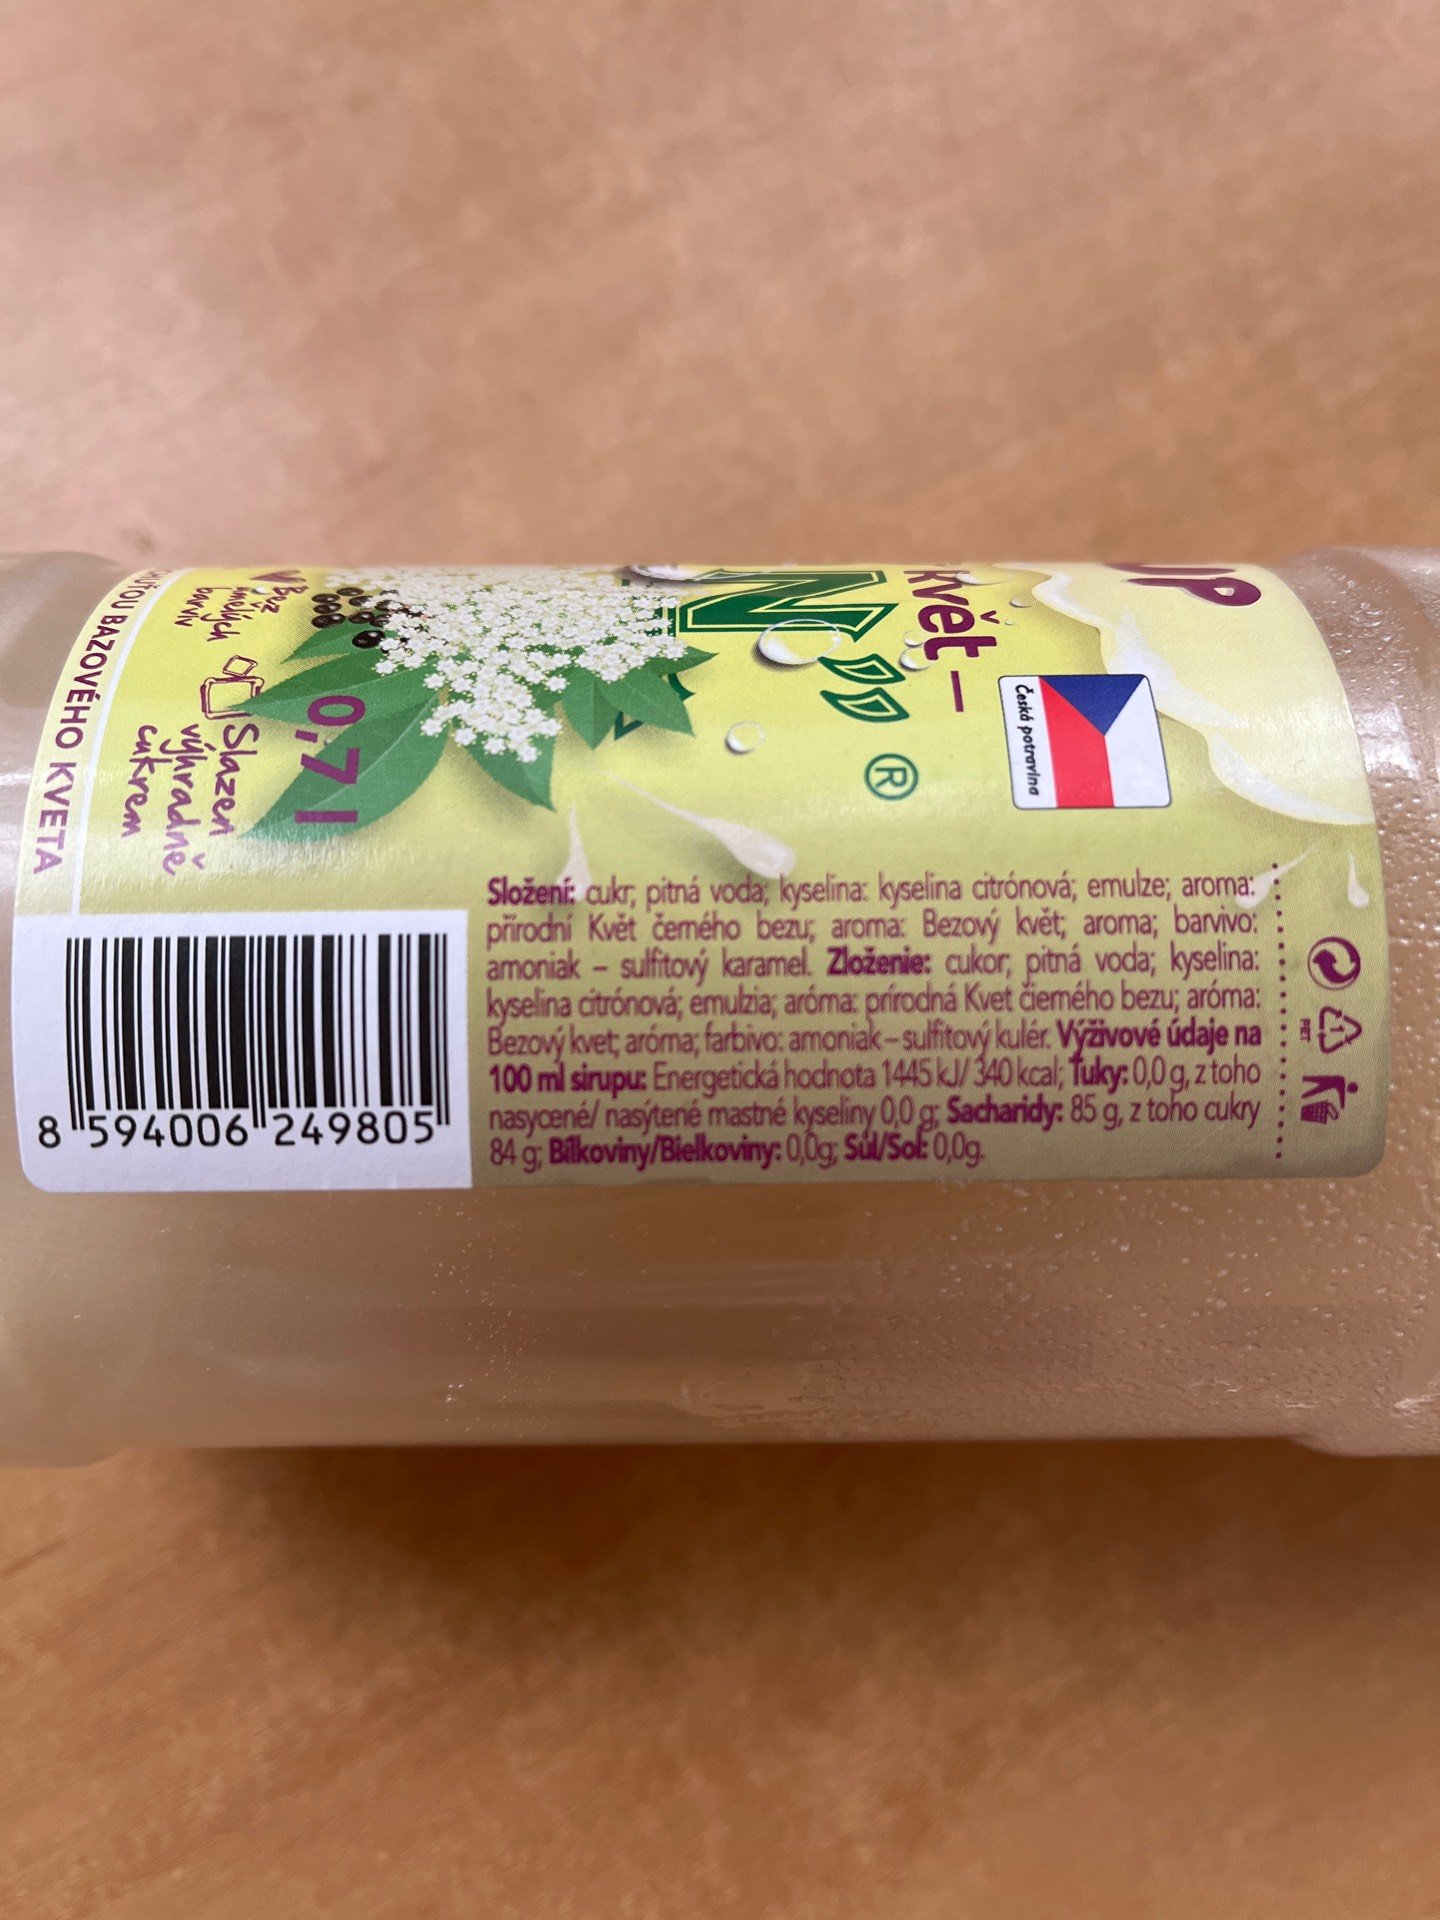 UP
květ –
N
®
Česká potravina
0,7 l
Bez
umělých
barviv
Slazen
výhradně
cukrem
BAZOVÉHO KVETA
Složení: cukr, pitná voda; kyselina: kyselina citrónová; emulze; aroma:
přírodní Květ černého bezu; aroma: Bezový květ; aroma; barvivo:
amoniak – sulfitový karamel. Zloženie: cukor, pitná voda; kyselina:
kyselina citrónová; emulzia; aróma: prírodná Kvet čierného bezu; aróma:
Bezový kvet; aróma; farbivo: amoniak – sulfitový kulér. Výživové údaje na
100 ml sirupu: Energetická hodnota 1445 kJ/ 340 kcal; Tuky: 0,0 g, z toho
nasycené/ nasýtené mastné kyseliny 0,0 g; Sacharidy: 85 g, z toho cukry
84 g; Bílkoviny/Bielkoviny: 0,0g; Sůl/Soľ: 0,0g.
1
PET
8 594006 249805